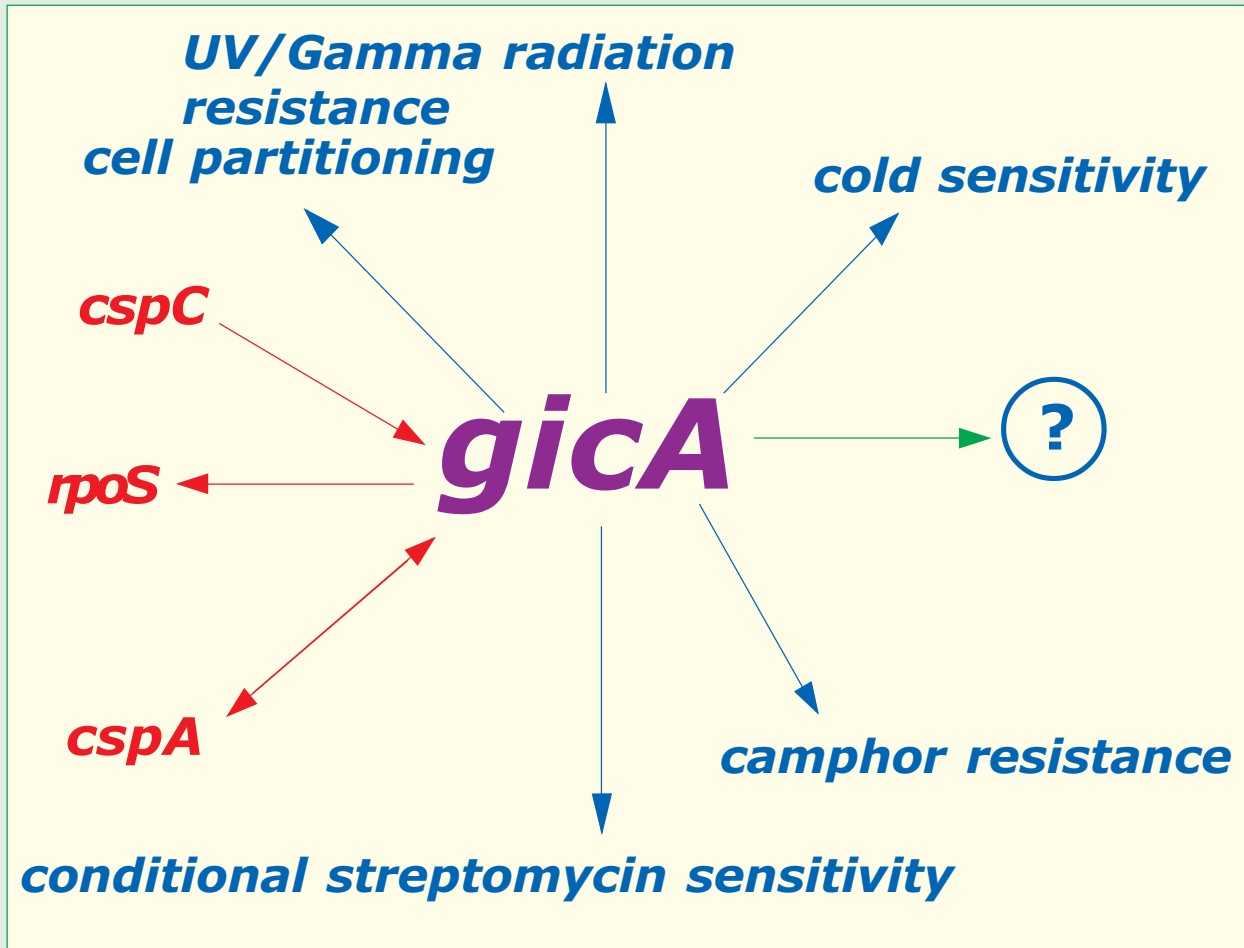 UV/Gamma radiation
resistance
cell partitioning
cold sensitivity
cspC
gicA
?
rpoS
cspA
camphor resistance
conditional streptomycin sensitivity